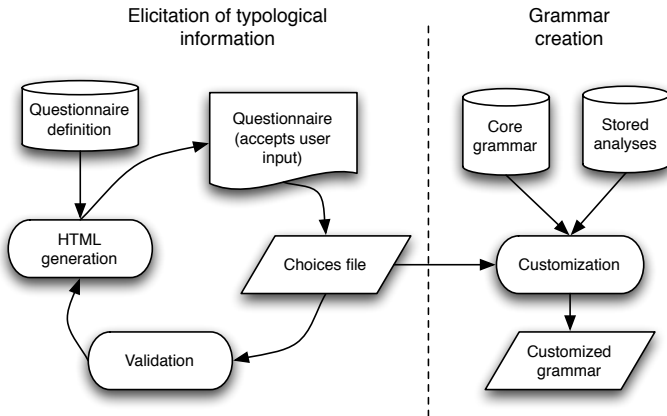 Elicitation of typological
information
Grammar
creation
Questionnaire
definition
Questionnaire
(accepts user
input)
Core
grammar
Stored
analyses
HTML
generation
Choices file
Customization
Validation
Customized
grammar